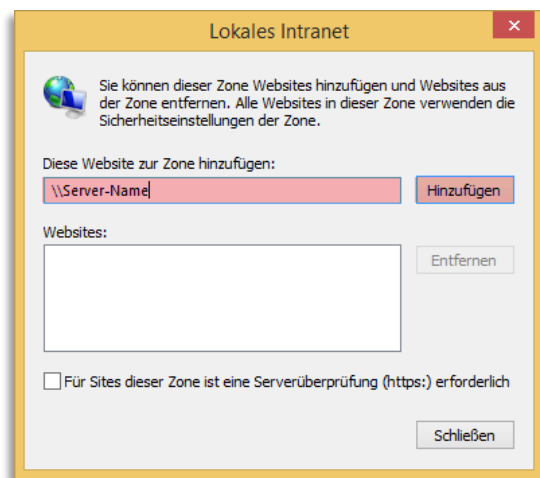 Lokales Intranet
Sie können dieser Zone Websites hinzufügen und Websites aus
der Zone entfernen. Alle Websites in dieser Zone verwenden die
Sicherheitseinstellungen der Zone.
Diese Website zur Zone hinzufügen:
\\Server-Name
Hinzufügen
Websites:
Entfernen
Für Sites dieser Zone ist eine Serverüberprüfung (https:) erforderlich
Schließen